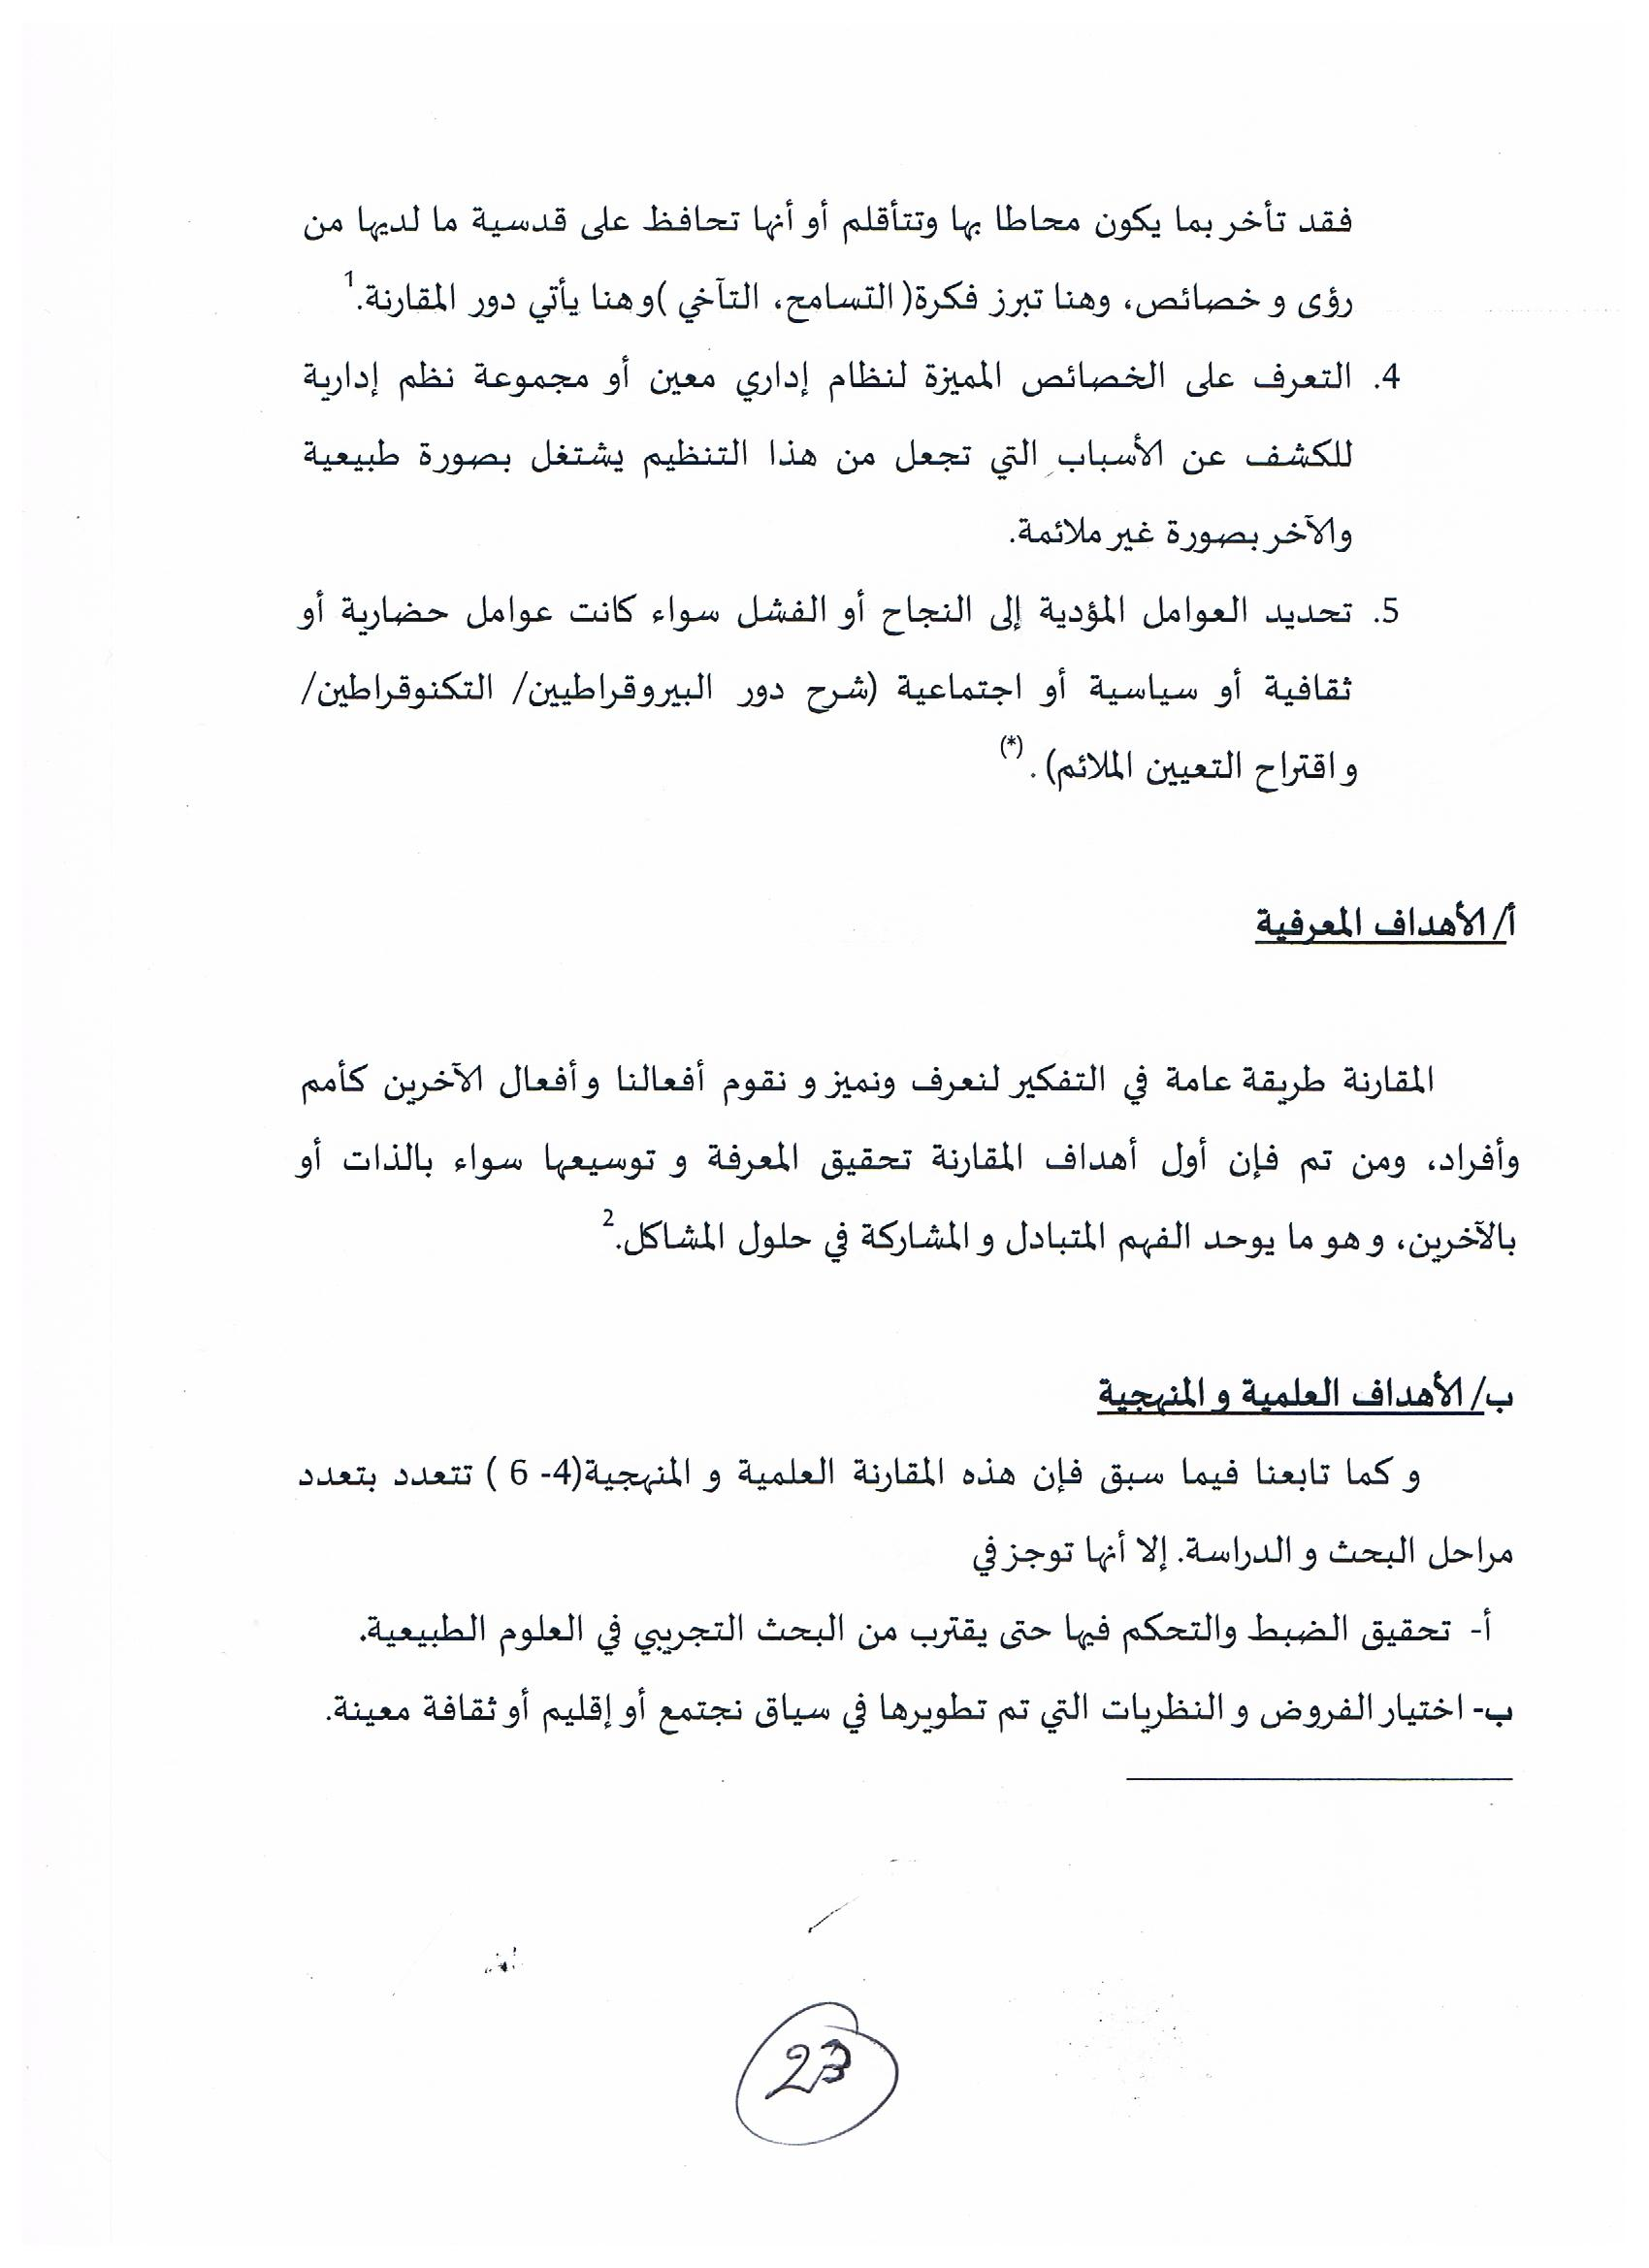 فقد تأخر بما يكون محاطا بها وتتأقلم أو أنها تحافظ على قدسية ما لديها من
رؤى و خصائص، وهنا تبرز فكرة( التسامح، التآخي )و هنا يأتي دور المقارنة.1
4. التعرف على الخصائص المميزة لنظام إداري معين أو مجموعة نظم إدارية
للكشف عن الأسباب التي تجعل من هذا التنظيم يشتغل بصورة طبيعية
والآخر بصورة غير ملائمة.
5. تحديد العوامل المؤدية إلى النجاح أو الفشل سواء كانت عوامل حضارية أو
ثقافية أو سياسية أو اجتماعية (شرح دور البيروقراطيين/ التكنوقراطين/
و اقتراح التعيين الملائم) . (*)
أ/ الأهداف المعرفية
المقارنة طريقة عامة في التفكير لنعرف ونميز و نقوم أفعالنا و أفعال الآخرين كأمم
وأفراد، ومن تم فإن أول أهداف المقارنة تحقيق المعرفة و توسيعها سواء بالذات أو
بالآخرين، و هو ما يوحد الفهم المتبادل و المشاركة في حلول المشاكل.2
ب/ الأهداف العلمية و المنهجية
و كما تابعنا فيما سبق فإن هذه المقارنة العلمية و المنهجية(4- 6 ) تتعدد بتعدد
مراحل البحث و الدراسة. إلا أنها توجز في
أ- تحقيق الضبط والتحكم فيها حتى يقترب من البحث التجريبي في العلوم الطبيعية.
ب- اختيار الفروض و النظريات التي تم تطويرها في سياق نجتمع أو إقليم أو ثقافة معينة.
23